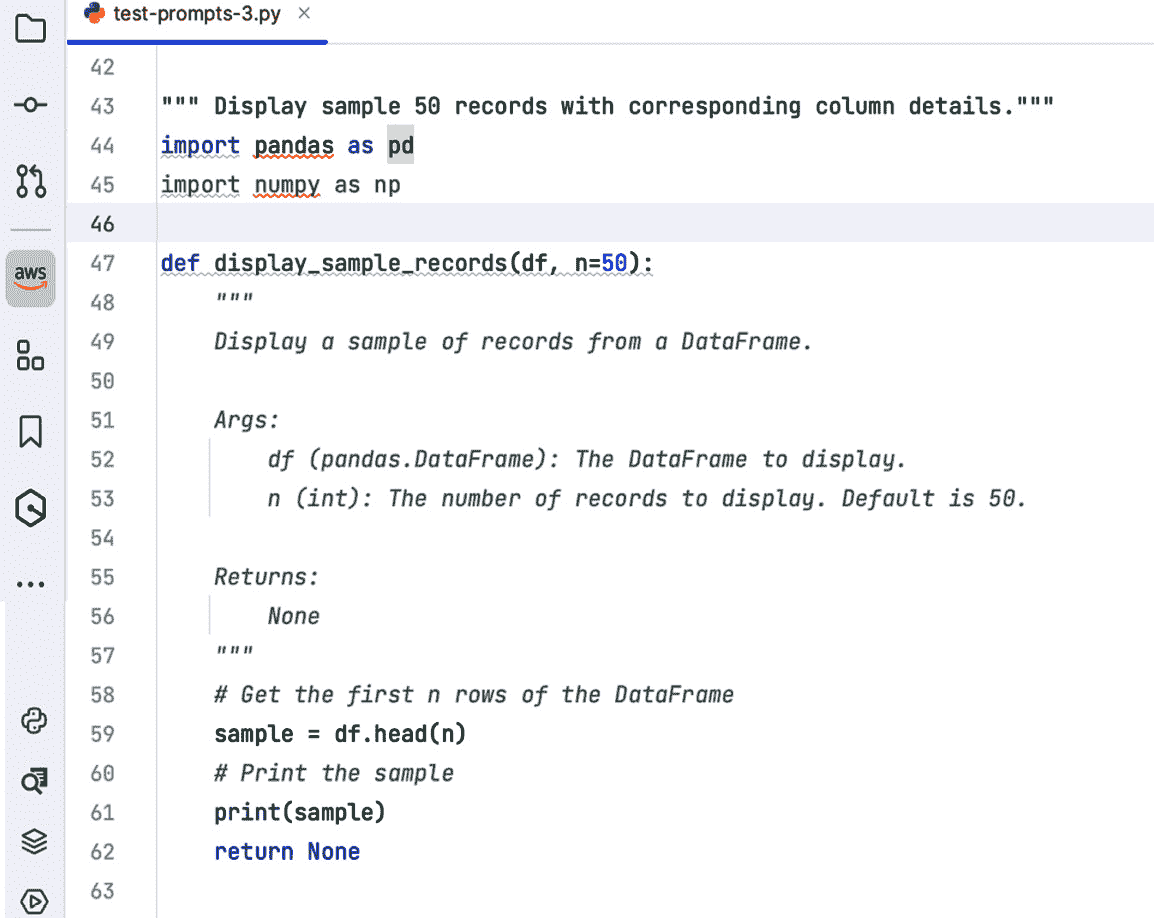 test-prompts-3.py
42
43 """ Display sample 50 records with corresponding column details."""
44 import pandas as pd
45 import numpy as np
46
47 def display_sample_records(df, n=50):
48     """
49     Display a sample of records from a DataFrame.
50
51     Args:
52         df (pandas.DataFrame): The DataFrame to display.
53         n (int): The number of records to display. Default is 50.
54
55     Returns:
56         None
57     """
58     # Get the first n rows of the DataFrame
59     sample = df.head(n)
60     # Print the sample
61     print(sample)
62     return None
63
aws